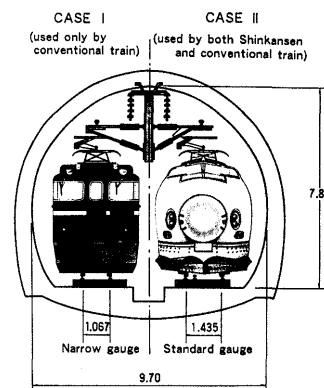 CASE I
(used only by
conventional train)
CASE II
(used by both Shinkansen
and conventional train)
7.8
1.067
1.435
Narrow gauge
Standard gauge
9.70